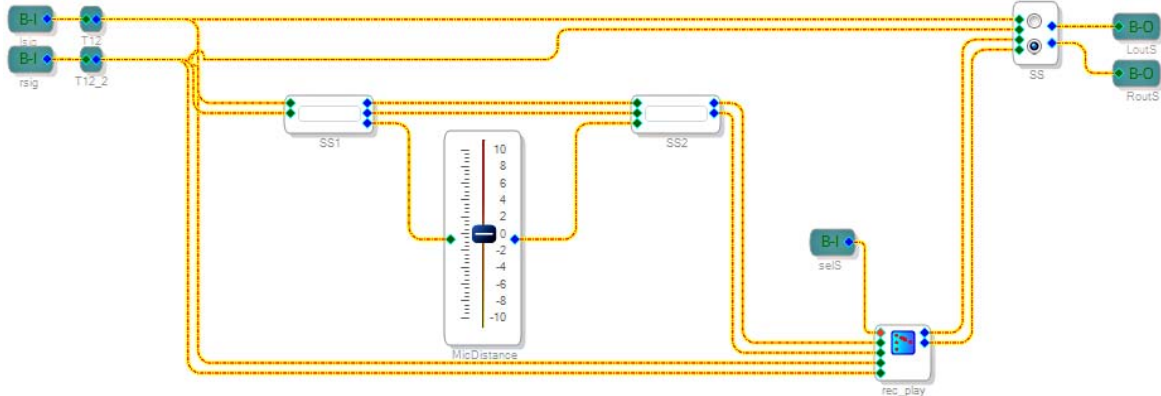 B-I
lsig
T12
B-I
rsig
T12_2
SS
B-O
LoutS
B-O
RoutS
SS1
SS2
10
8
6
4
2
0
-2
-4
-6
-8
-10
MicDistance
B-I
selS
rec_play